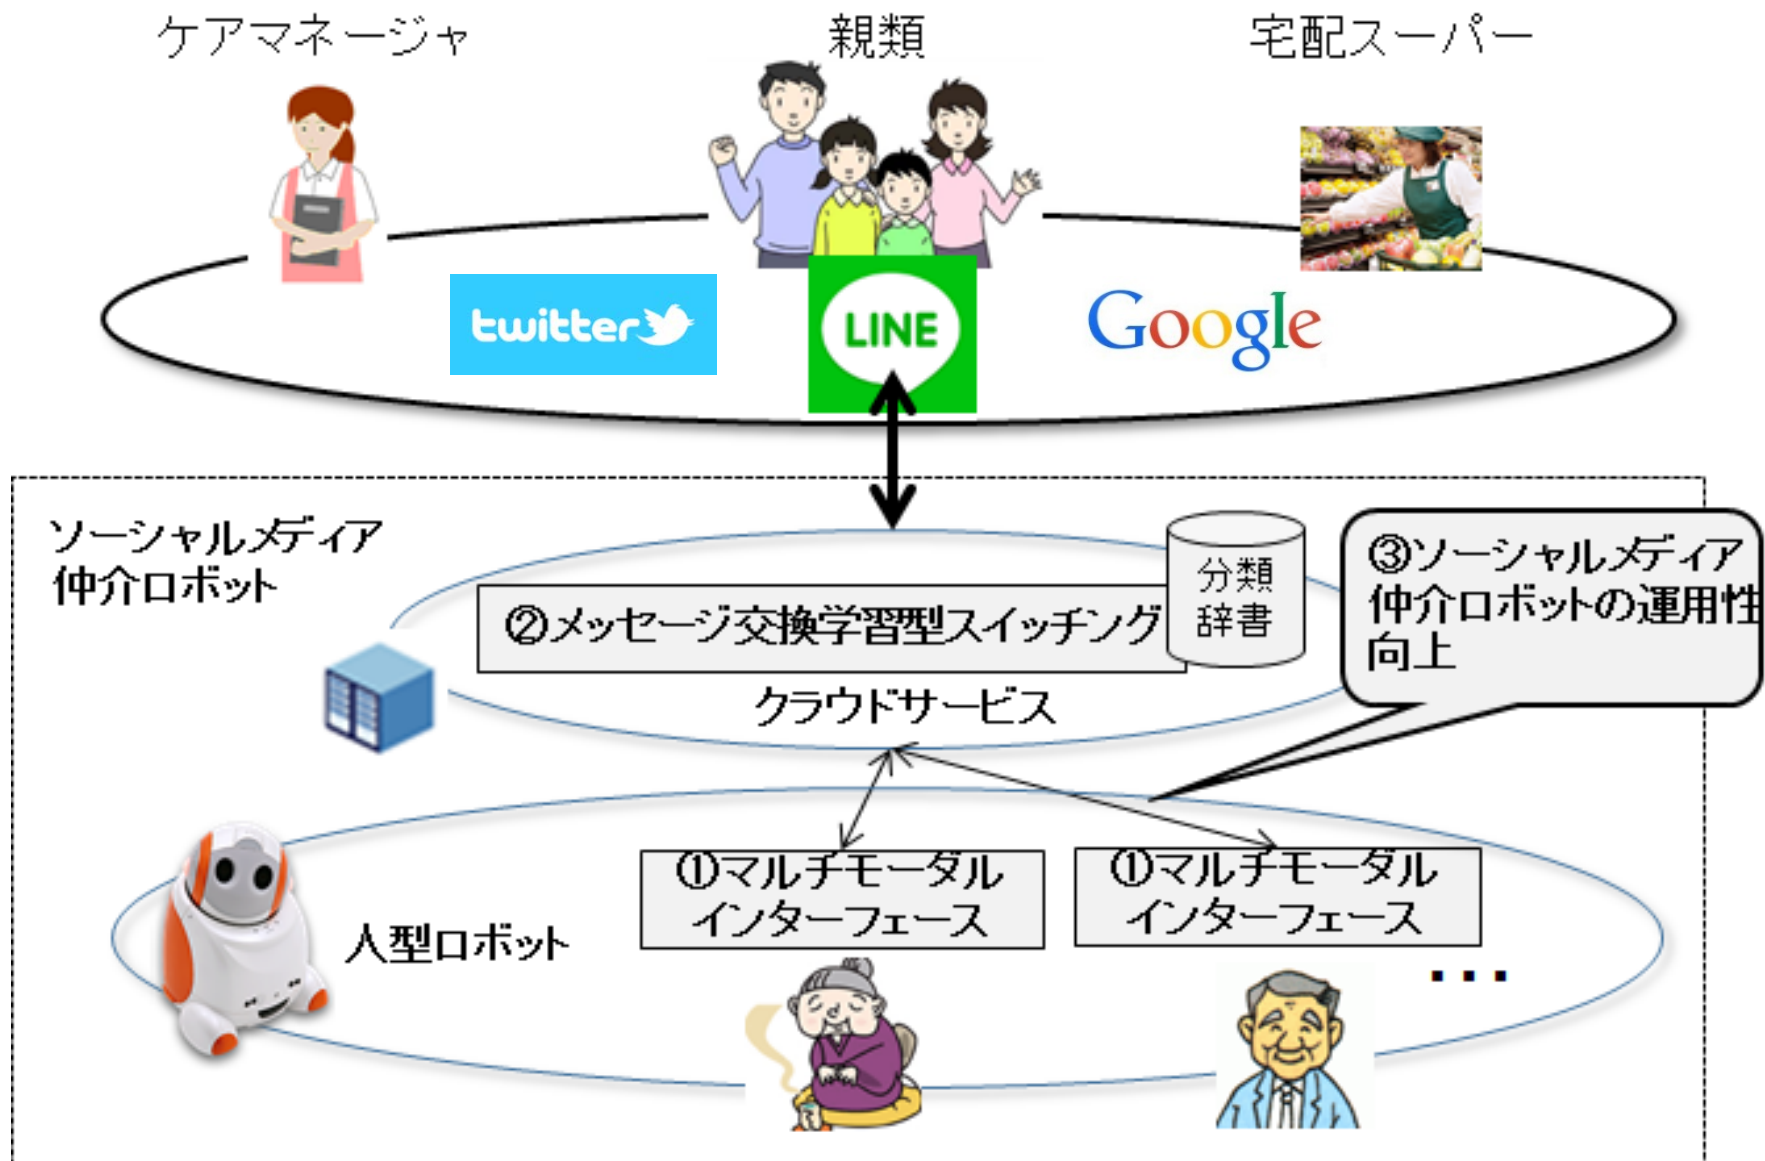 ケアマネージャ
親類
宅配スーパー
twitter
LINE
Google
ソーシャルメディア
仲介ロボット
②メッセージ交換学習型スイッチング
分類
辞書
クラウドサービス
③ソーシャルメディア
仲介ロボットの運用性
向上
①マルチモーダル
インターフェース
①マルチモーダル
インターフェース
人型ロボット
・・・